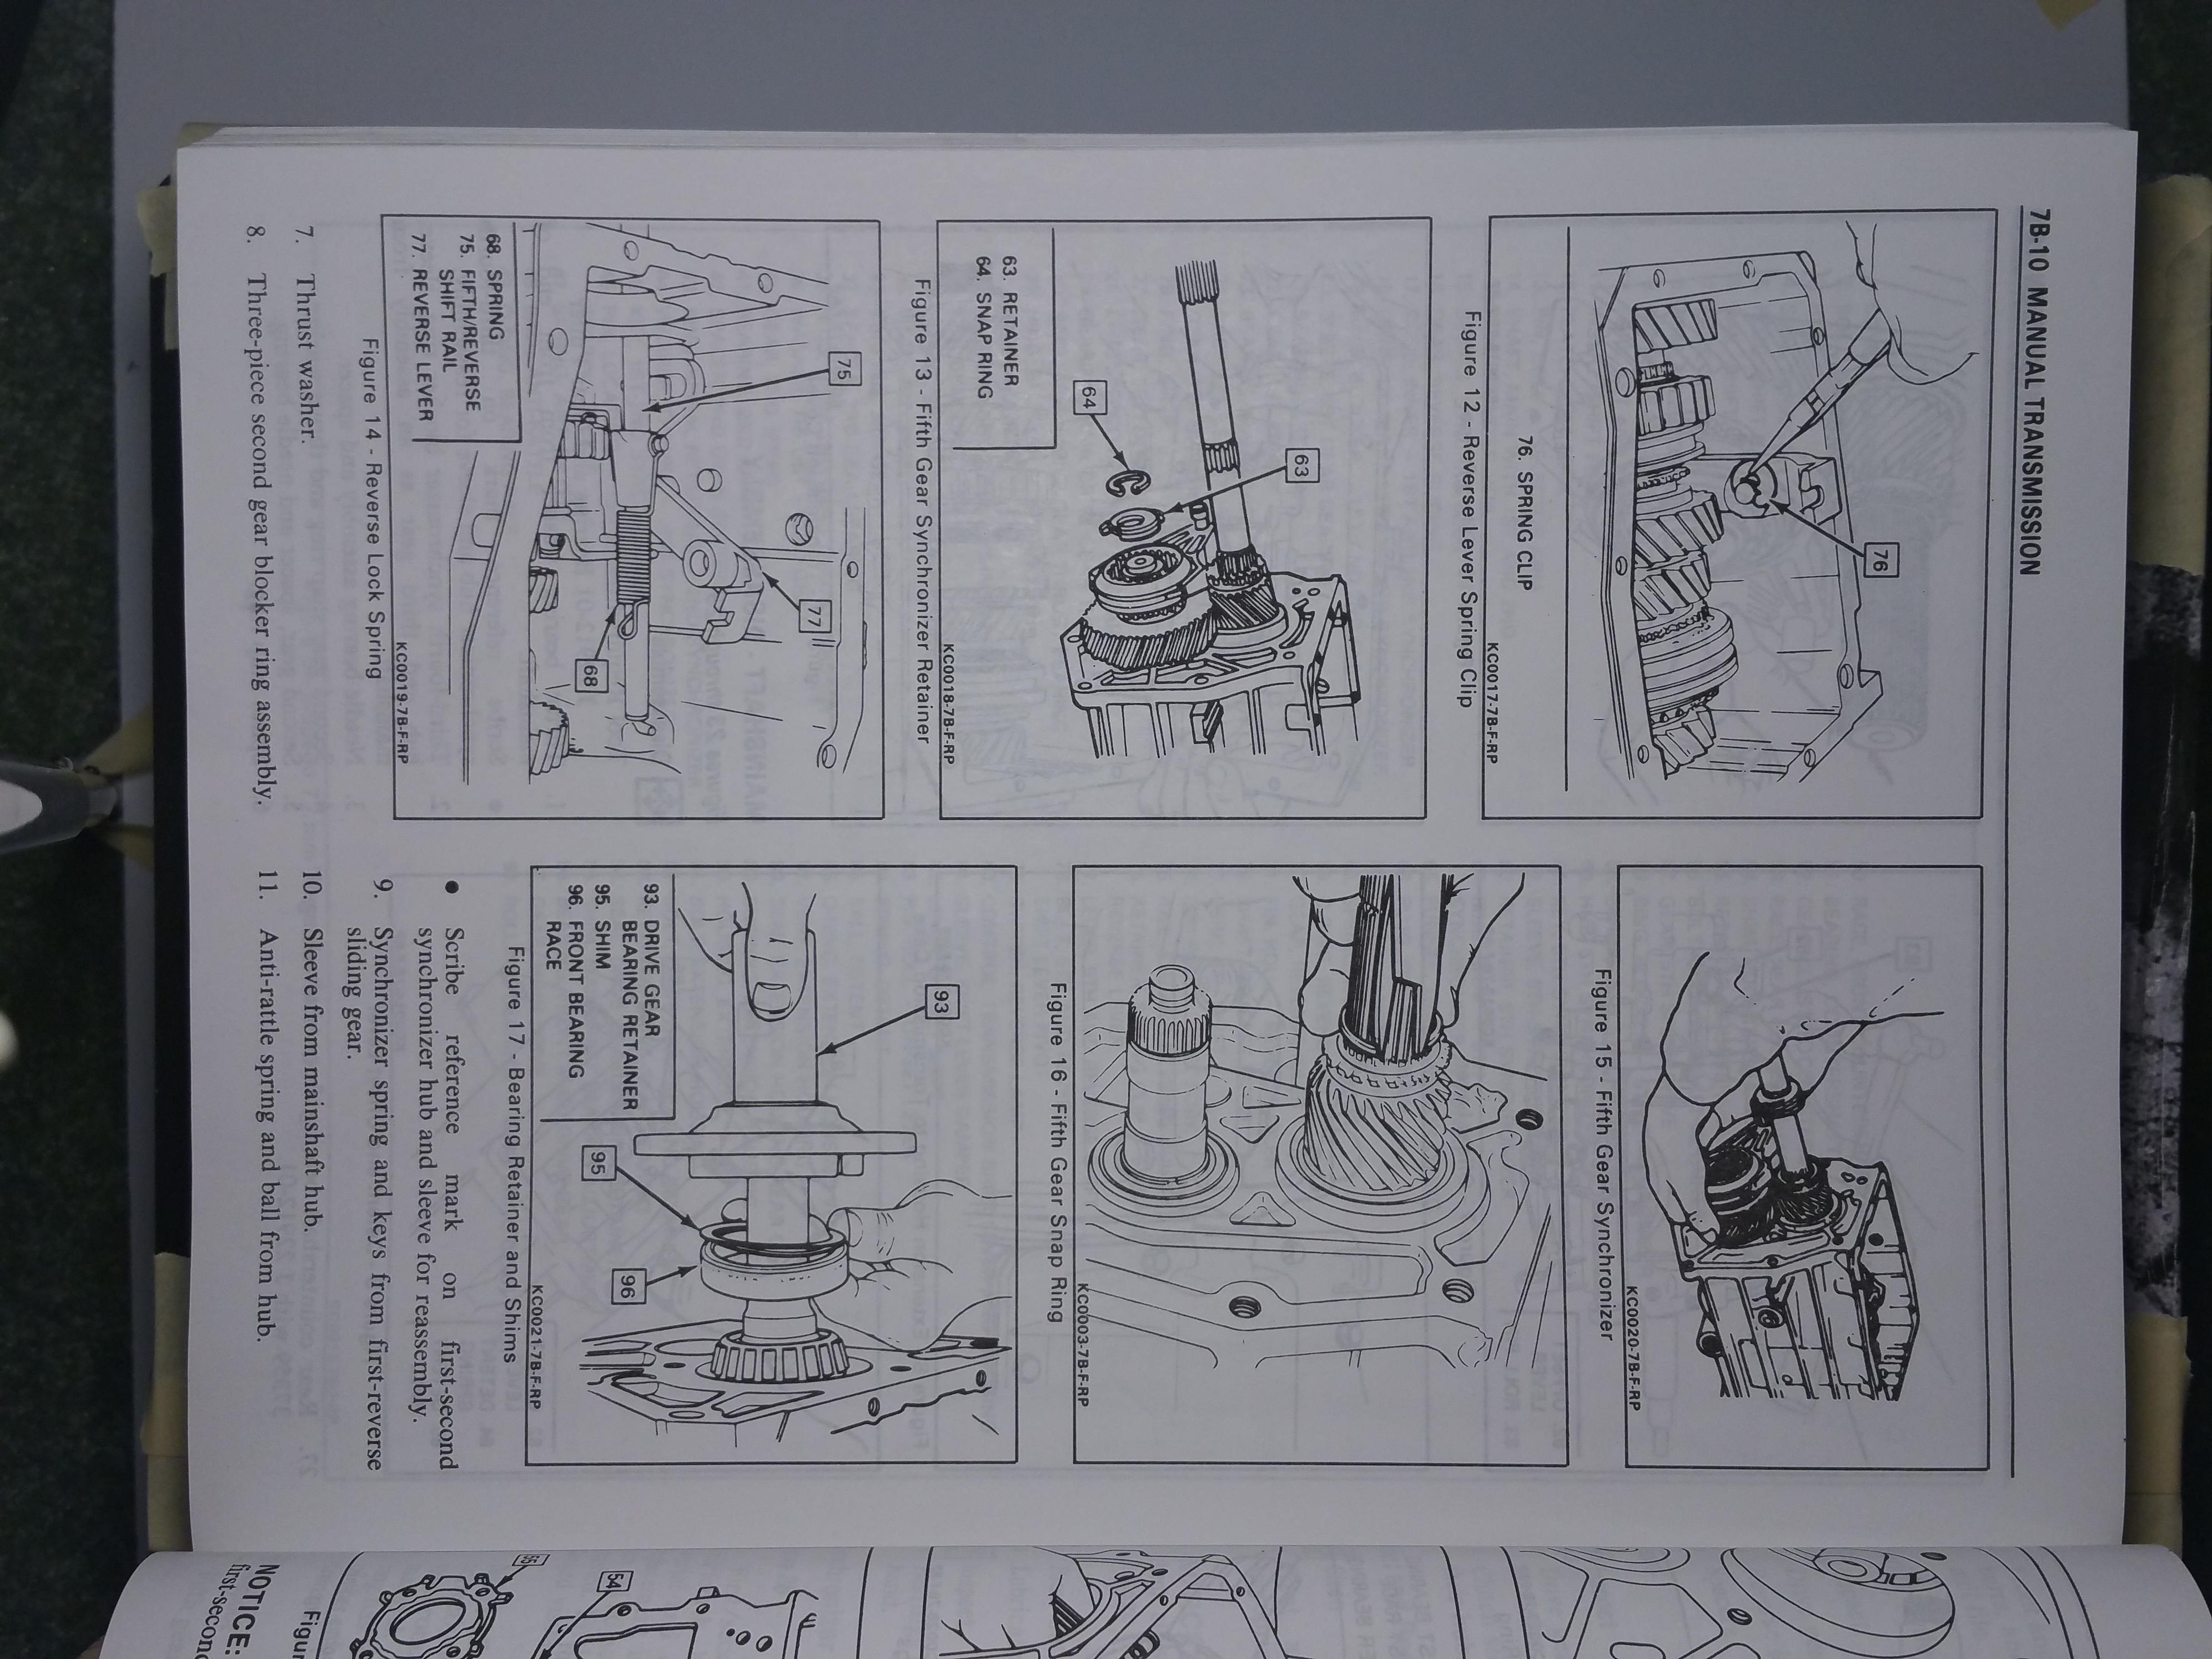 7B-10 MANUAL TRANSMISSION
76
76. SPRING CLIP
KC0017-7B-F-RP
Figure 12 - Reverse Lever Spring Clip
63
64
63. RETAINER
64. SNAP RING
KC0018-7B-F-RP
Figure 13 - Fifth Gear Synchronizer Retainer
75
77
68
68. SPRING
75. FIFTH/REVERSE
SHIFT RAIL
77. REVERSE LEVER
KC0019-7B-F-RP
Figure 14 - Reverse Lock Spring
7. Thrust washer.
8. Three-piece second gear blocker ring assembly.
KC0020-7B-F-RP
Figure 15 - Fifth Gear Synchronizer
KC0003-7B-F-RP
Figure 16 - Fifth Gear Snap Ring
93
95
96
93. DRIVE GEAR
BEARING RETAINER
95. SHIM
96. FRONT BEARING
RACE
KC0021-7B-F-RP
Figure 17 - Bearing Retainer and Shims
● Scribe reference mark on first-second
synchronizer hub and sleeve for reassembly.
9. Synchronizer spring and keys from first-reverse
sliding gear.
10. Sleeve from mainshaft hub.
11. Anti-rattle spring and ball from hub.
54
Figur
NOTICE:
first-second